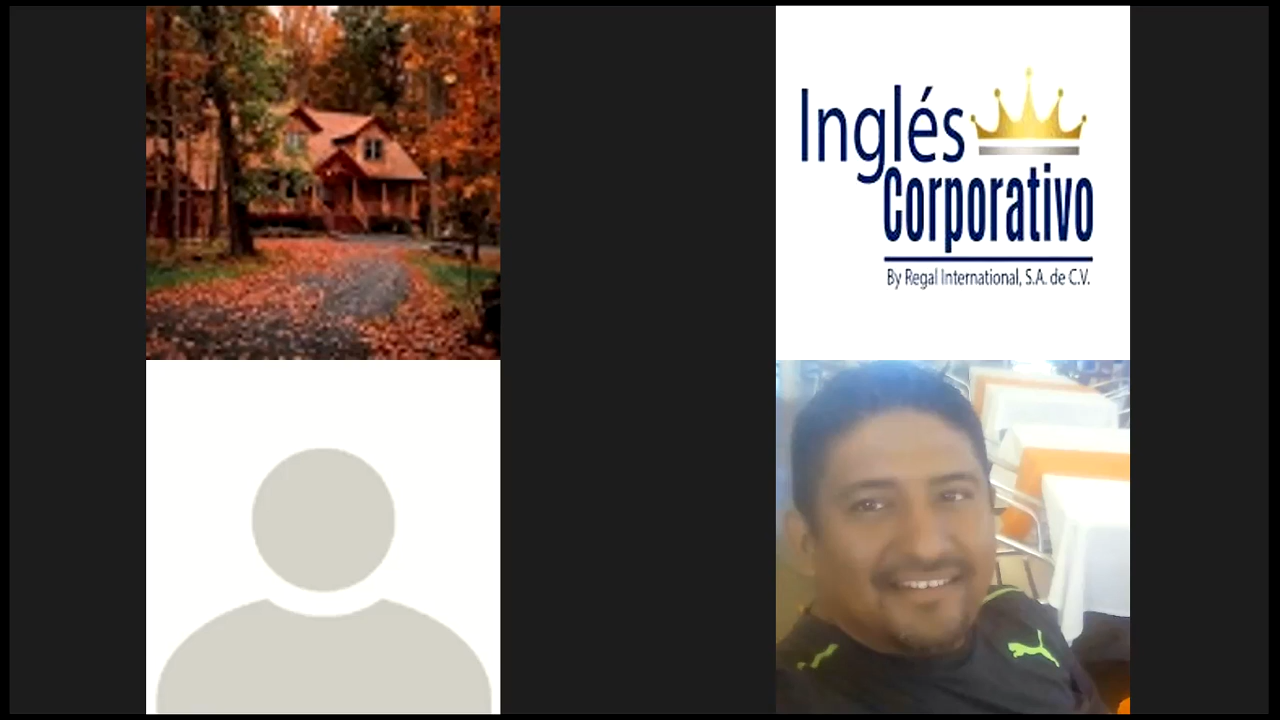 Inglés
Corporativo
By Regal International, S.A. de C.V.